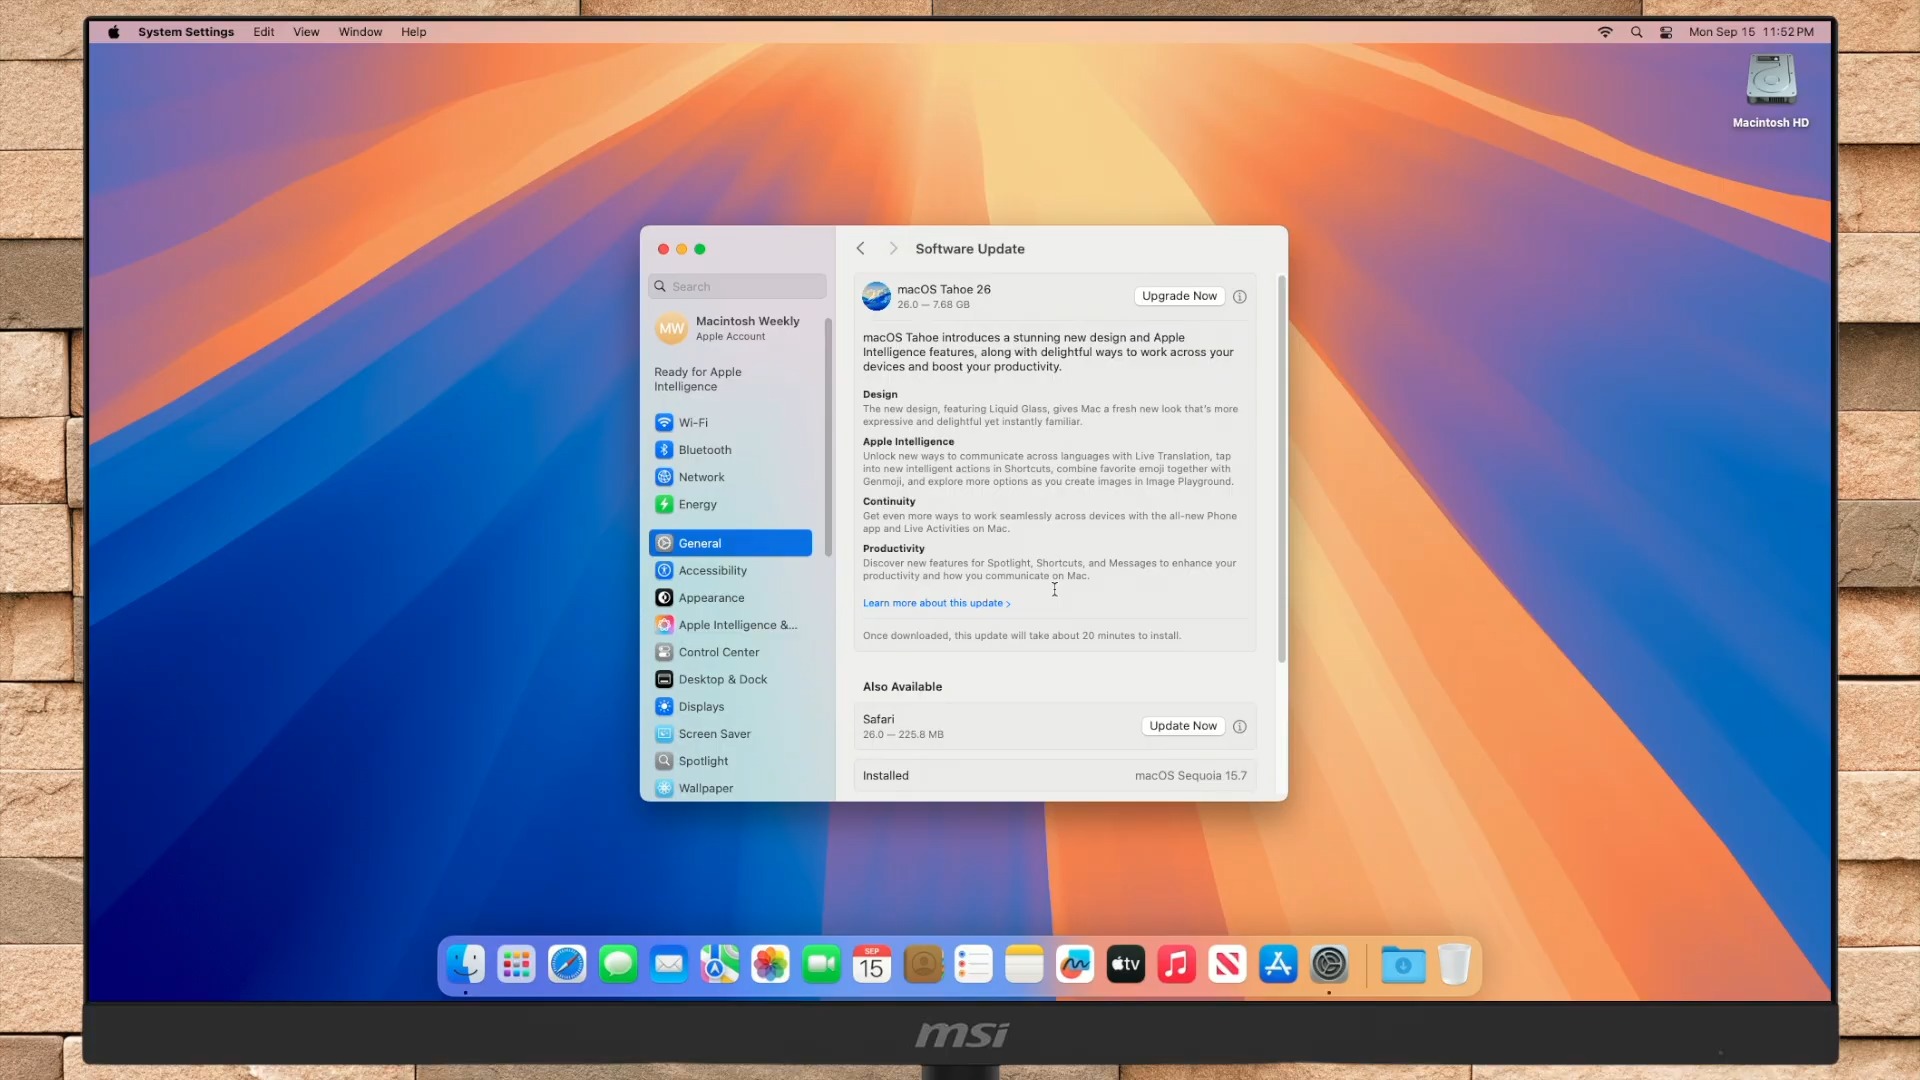 System Settings Edit View Window Help
Mon Sep 15 11:52 PM
Macintosh HD
Software Update
Search
MW
Macintosh Weekly
Apple Account
Ready for Apple
Intelligence
Wi-Fi
Bluetooth
Network
Energy
General
Accessibility
Appearance
Apple Intelligence &...
Control Center
Desktop & Dock
Displays
Screen Saver
Spotlight
Wallpaper
macOS Tahoe 26
26.0 — 7.68 GB
Upgrade Now
macOS Tahoe introduces a stunning new design and Apple
Intelligence features, along with delightful ways to work across your
devices and boost your productivity.
Design
The new design, featuring Liquid Glass, gives Mac a fresh new look that's more
expressive and delightful yet instantly familiar.
Apple Intelligence
Unlock new ways to communicate across languages with Live Translation, tap
into new intelligent actions in Shortcuts, combine favorite emoji together with
Genmoji, and explore more options as you create images in Image Playground.
Continuity
Get even more ways to work seamlessly across devices with the all-new Phone
app and Live Activities on Mac.
Productivity
Discover new features for Spotlight, Shortcuts, and Messages to enhance your
productivity and how you communicate on Mac.
Learn more about this update >
Once downloaded, this update will take about 20 minutes to install.
Also Available
Safari
26.0 — 225.8 MB
Update Now
Installed
macOS Sequoia 15.7
SEP
15
tv
msi